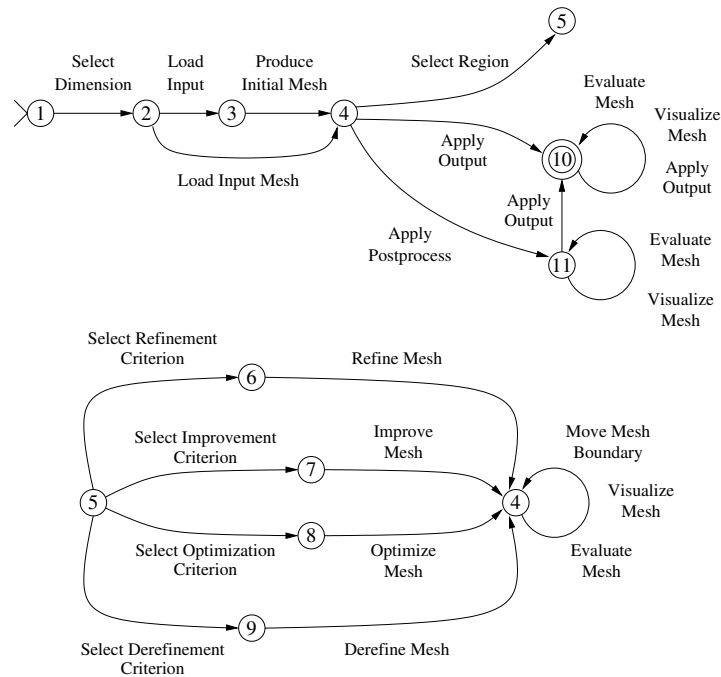 5
Select
Dimension
Load
Input
Produce
Initial Mesh
Select Region
Evaluate
Mesh
Visualize
Mesh
1
2
3
4
Apply
Output
10
Apply
Output
Load Input Mesh
Apply
Output
Apply
Postprocess
11
Evaluate
Mesh
Visualize
Mesh
Select Refinement
Criterion
6
Refine Mesh
Select Improvement
Criterion
7
Improve
Mesh
Move Mesh
Boundary
5
4
Visualize
Mesh
Select Optimization
Criterion
8
Optimize
Mesh
Evaluate
Mesh
9
Select Derefinement
Criterion
Derefine Mesh